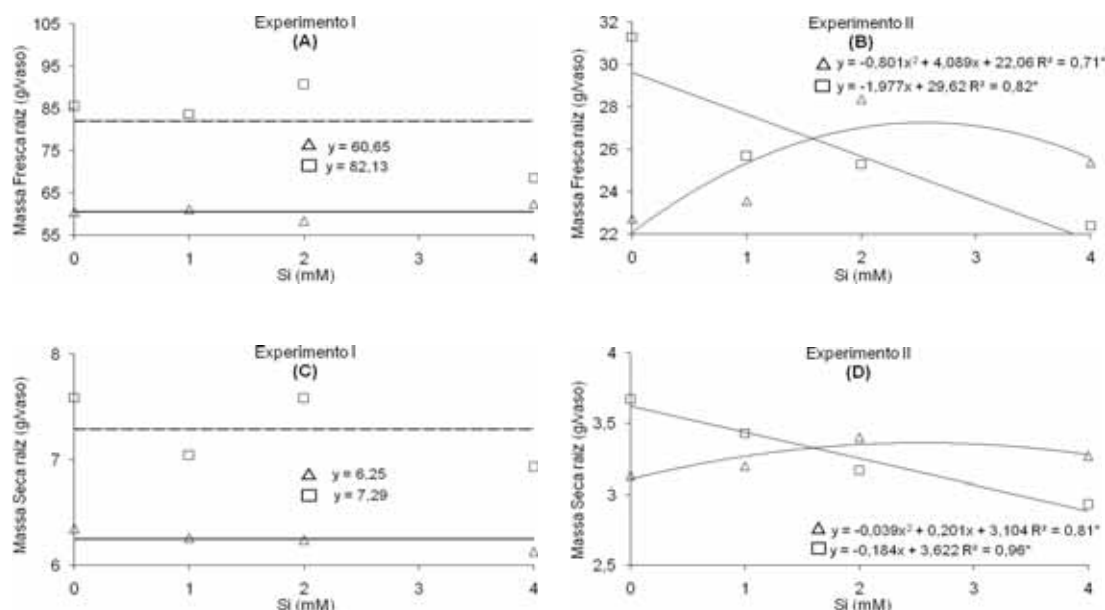 Experimento I
(A)
Massa Fresca raiz (g/vaso)
105
95
85
75
65
55
△ y = 60,65
□ y = 82,13
0 1 2 3 4
Si (mM)
Experimento II
(B)
Massa Fresca raiz (g/vaso)
32
30
28
26
24
22
△ y = -0,801x² + 4,089x + 22,06 R² = 0,71*
□ y = -1,977x + 29,62 R² = 0,82*
0 1 2 3 4
Si (mM)
Experimento I
(C)
Massa Seca raiz (g/vaso)
8
7
6
△ y = 6,25
□ y = 7,29
0 1 2 3 4
Si (mM)
Experimento II
(D)
Massa Seca raiz (g/vaso)
4
3,5
3
2,5
△ y = -0,039x² + 0,201x + 3,104 R² = 0,81*
□ y = -0,184x + 3,622 R² = 0,96*
0 1 2 3 4
Si (mM)